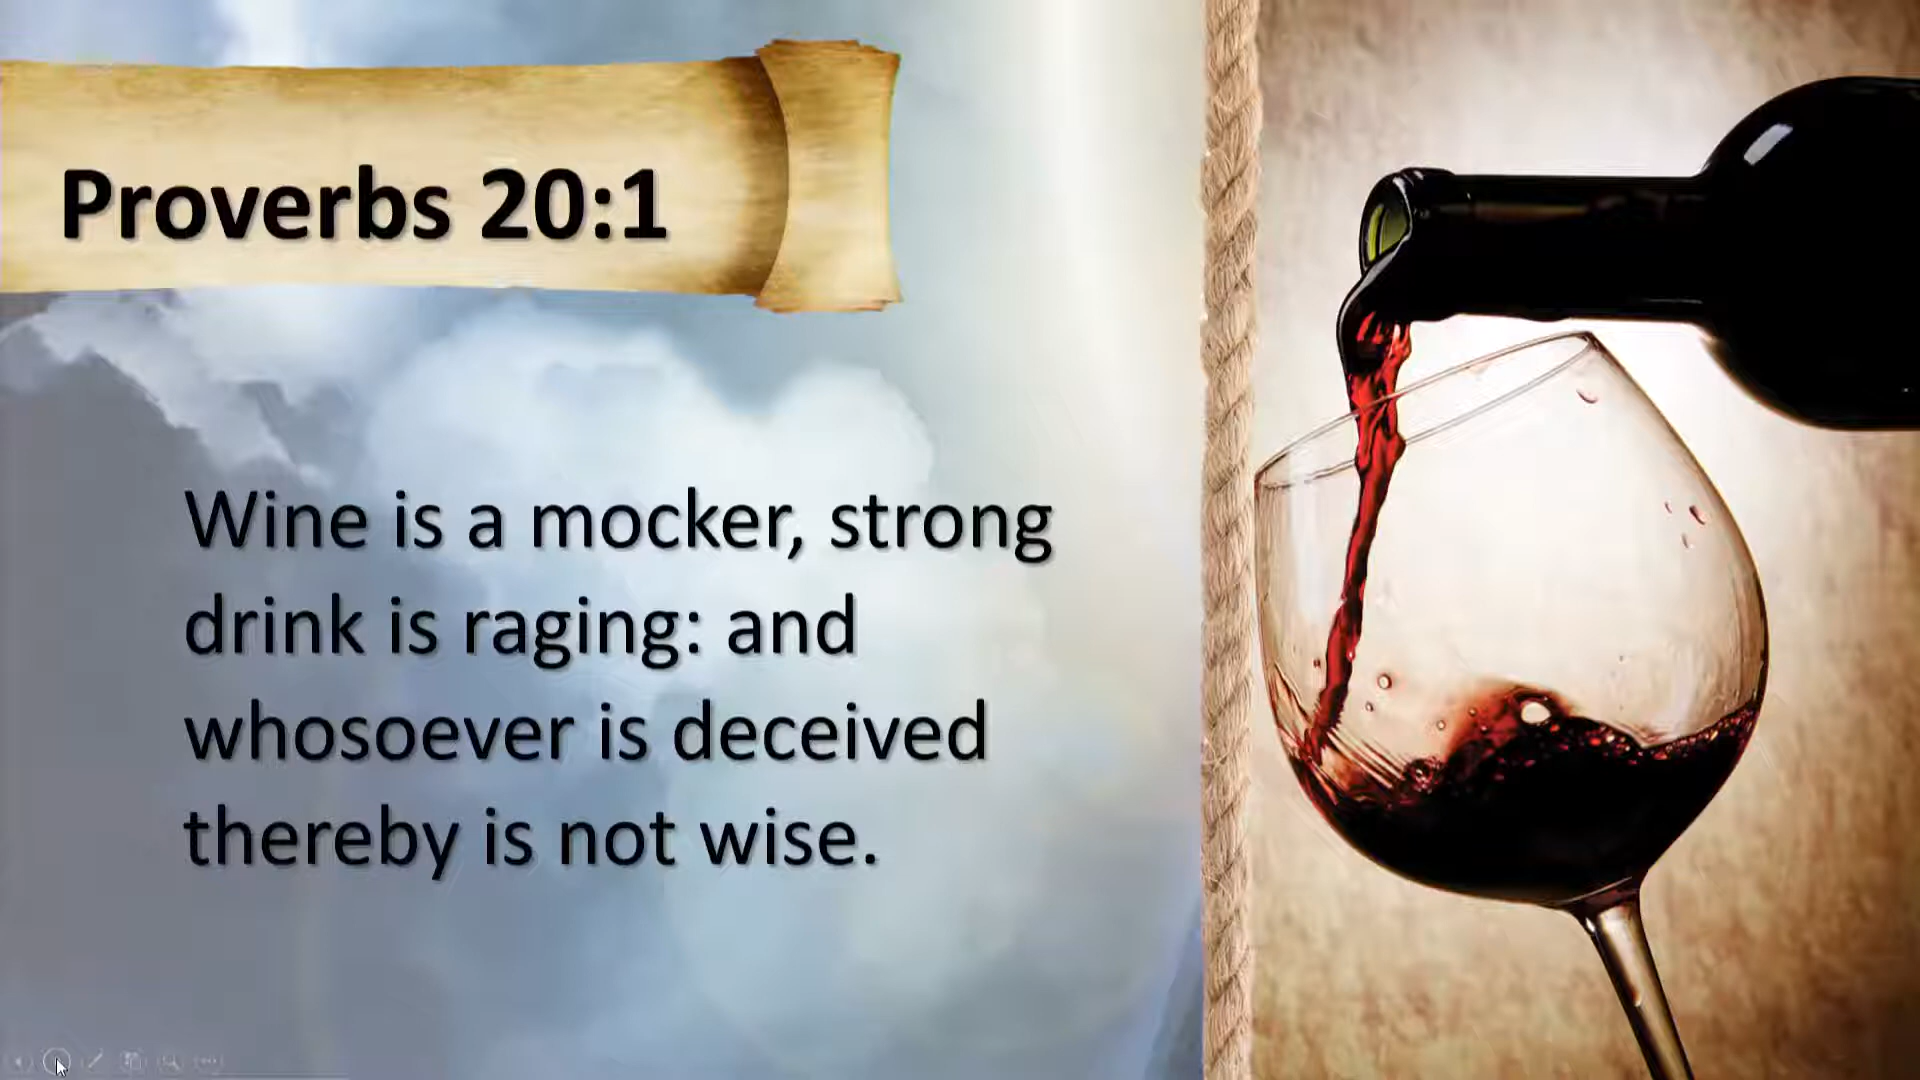 Proverbs 20:1
Wine is a mocker, strong
drink is raging: and
whosoever is deceived
thereby is not wise.